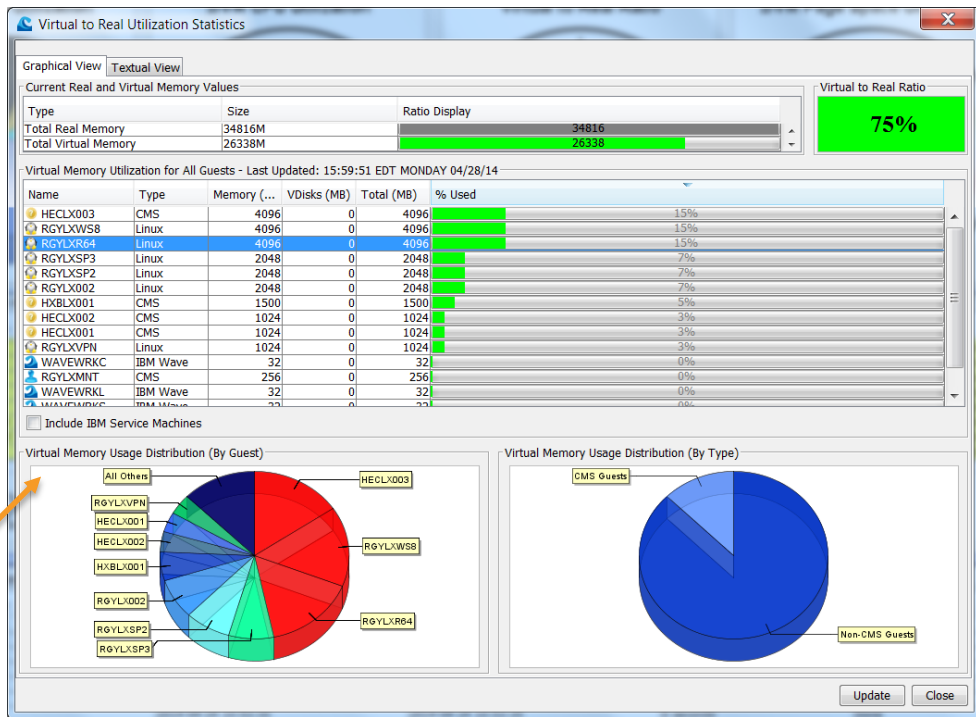 Virtual to Real Utilization Statistics
X
Graphical View Textual View
Current Real and Virtual Memory Values
Type Size Ratio Display
Total Real Memory 34816M 34816
Total Virtual Memory 26338M 26338
Virtual to Real Ratio
75%
Virtual Memory Utilization for All Guests - Last Updated: 15:59:51 EDT MONDAY 04/28/14
Name Type Memory (... VDisks (MB) Total (MB) % Used
HECLX003 CMS 4096 0 4096 15%
RGYLXWS8 Linux 4096 0 4096 15%
RGYLXR64 Linux 4096 0 4096 15%
RGYLXSP3 Linux 2048 0 2048 7%
RGYLXSP2 Linux 2048 0 2048 7%
RGYLX002 Linux 2048 0 2048 7%
HXBLX001 CMS 1500 0 1500 5%
HECLX002 CMS 1024 0 1024 3%
HECLX001 CMS 1024 0 1024 3%
RGYLXVPN Linux 1024 0 1024 3%
WAVEWRKC IBM Wave 32 0 32 0%
RGYLXMNT CMS 256 0 256 0%
WAVEWRKL IBM Wave 32 0 32 0%
WAVEWRKS IBM Wave 32 0 32 0%
Include IBM Service Machines
Virtual Memory Usage Distribution (By Guest)
All Others
RGYLXVPN
HECLX001
HECLX002
HXBLX001
RGYLX002
RGYLXSP2
RGYLXSP3
HECLX003
RGYLXWS8
RGYLXR64
Virtual Memory Usage Distribution (By Type)
CMS Guests
Non-CMS Guests
Update Close